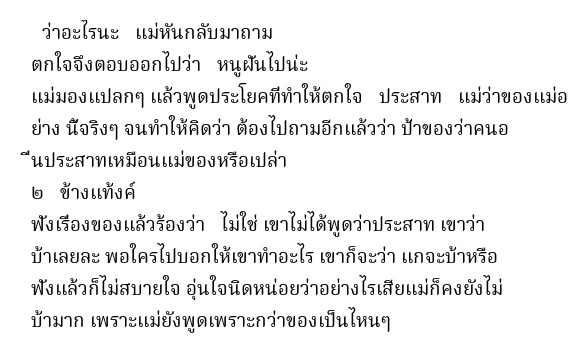 ว่าอะไรนะ แม่หันกลับมาถาม
ตกใจจึงตอบออกไปว่า หนูฝันไปน่ะ
แม่มองแปลกๆ แล้วพูดประโยคที่ทำให้ตกใจ ประสาท แม่ว่าของแม่อ
ย่าง นี้จริงๆ จนทำให้คิดว่า ต้องไปถามอีกแล้วว่า ป้าของว่าคนอ
ื่นประสาทเหมือนแม่ของหรือเปล่า
๒ ข้างแท้งค์
ฟังเรื่องของแล้วร้องว่า ไม่ใช่ เขาไม่ได้พูดว่าประสาท เขาว่า
บ้าเลยละ พอใครไปบอกให้เขาทำอะไร เขาก็จะว่า แกจะบ้าหรือ
ฟังแล้วก็ไม่สบายใจ อุ่นใจนิดหน่อยว่าอย่างไรเสียแม่ก็คงยังไม่
บ้ามาก เพราะแม่ยังพูดเพราะกว่าของเป็นไหนๆ